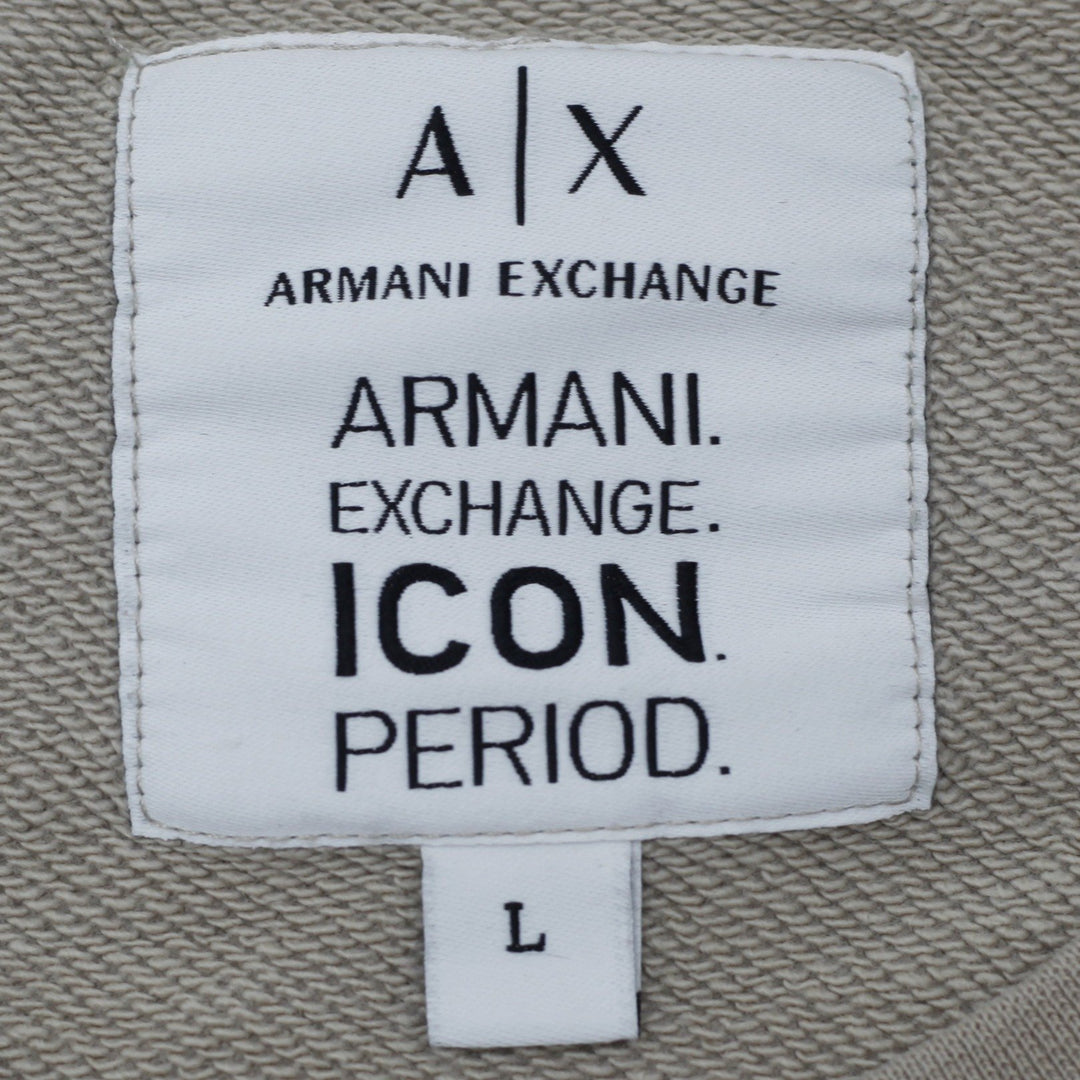 A|X
ARMANI EXCHANGE
ARMANI.
EXCHANGE.
ICON.
PERIOD.
L